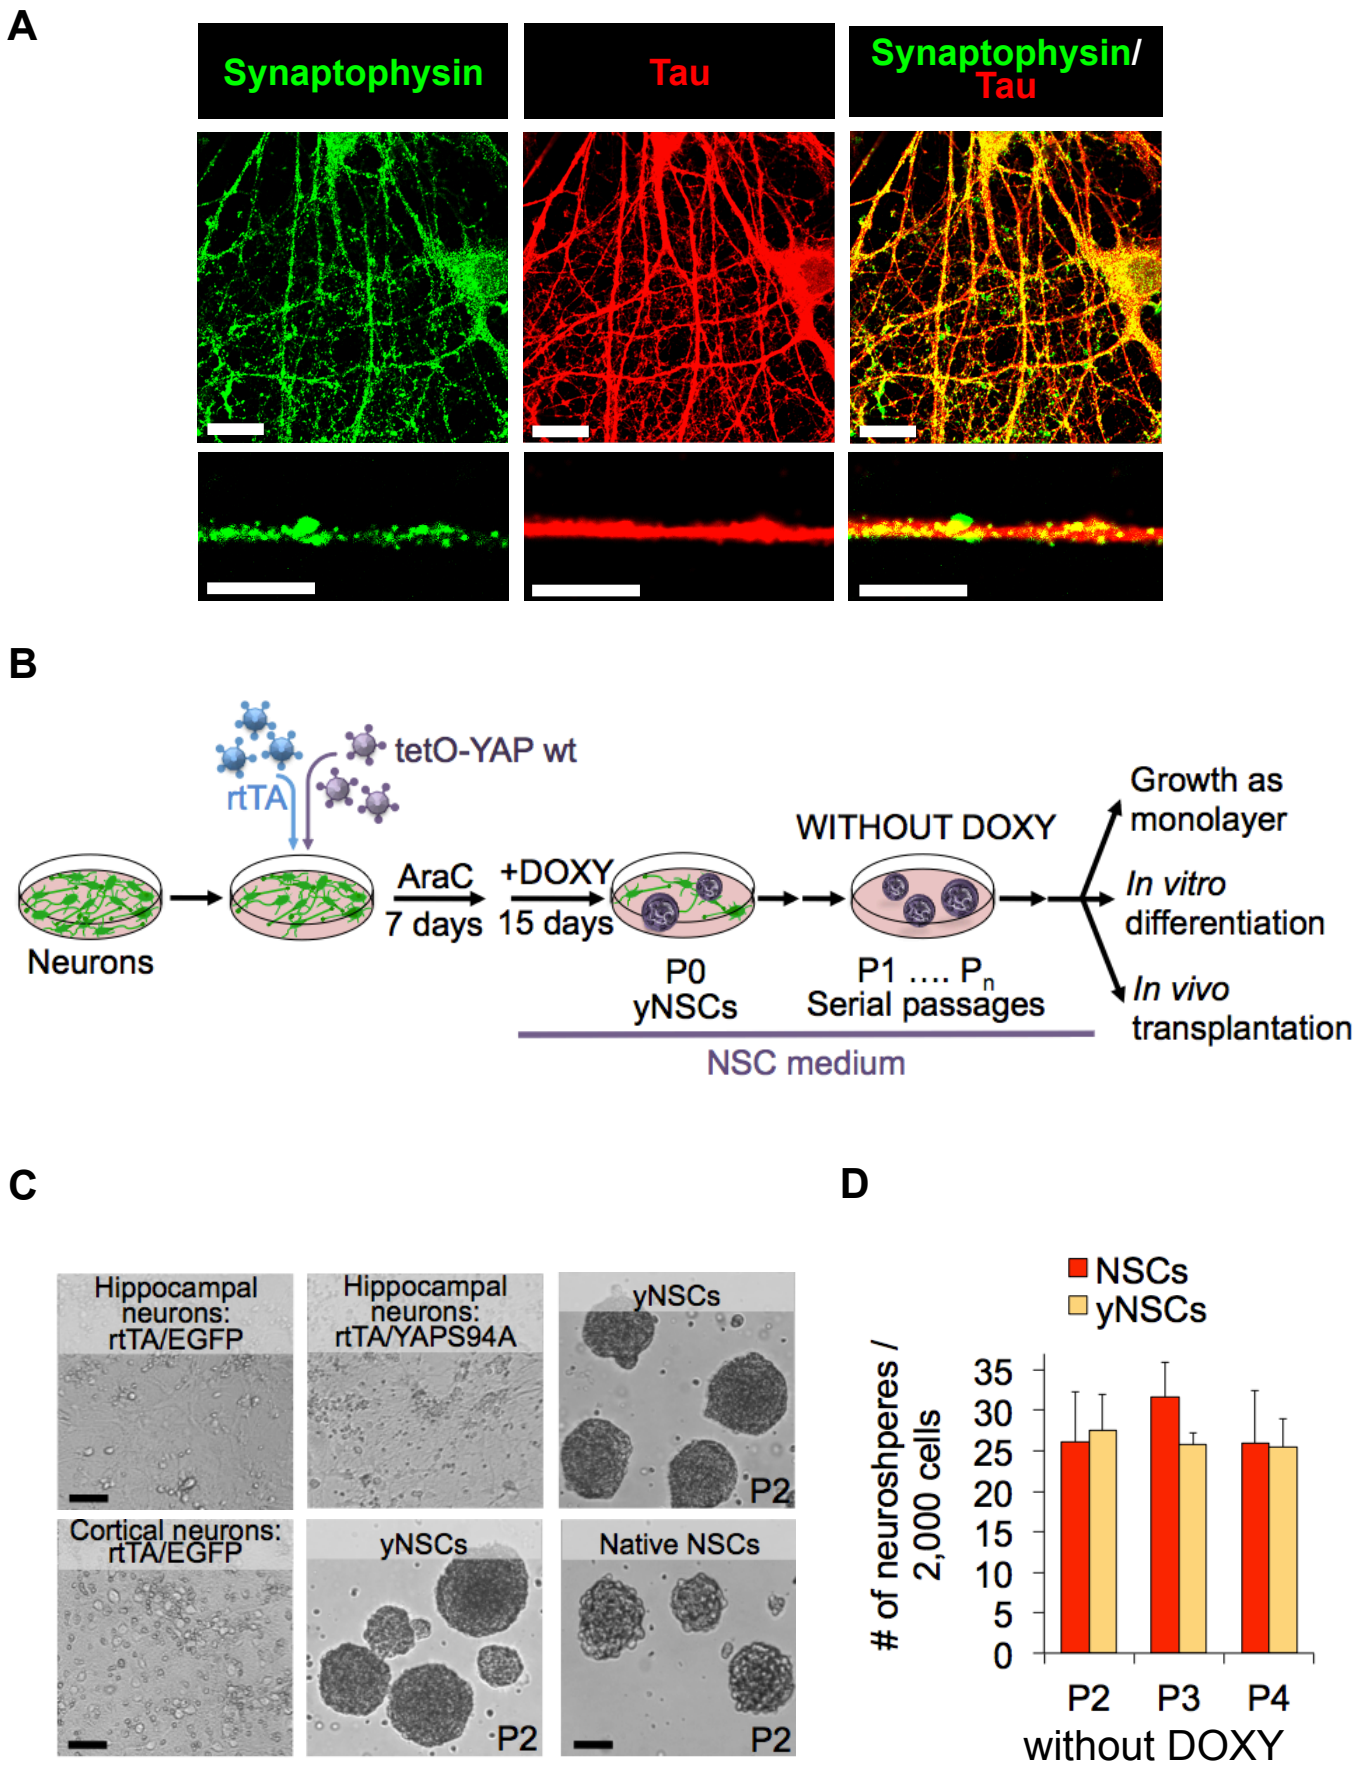 A
Synaptophysin
Tau
Synaptophysin/
Tau
B
rtTA
tetO-YAP wt
Neurons
AraC
7 days
+DOXY
15 days
P0
yNSCs
WITHOUT DOXY
P1 .... Pn
Serial passages
NSC medium
Growth as
monolayer
In vitro
differentiation
In vivo
transplantation
C
Hippocampal
neurons:
rtTA/EGFP
Hippocampal
neurons:
rtTA/YAPS94A
yNSCs
P2
Cortical neurons:
rtTA/EGFP
yNSCs
P2
Native NSCs
P2
D
NSCs
yNSCs
# of neuroshperes /
2,000 cells
35
30
25
20
15
10
5
0
P2 P3 P4
without DOXY